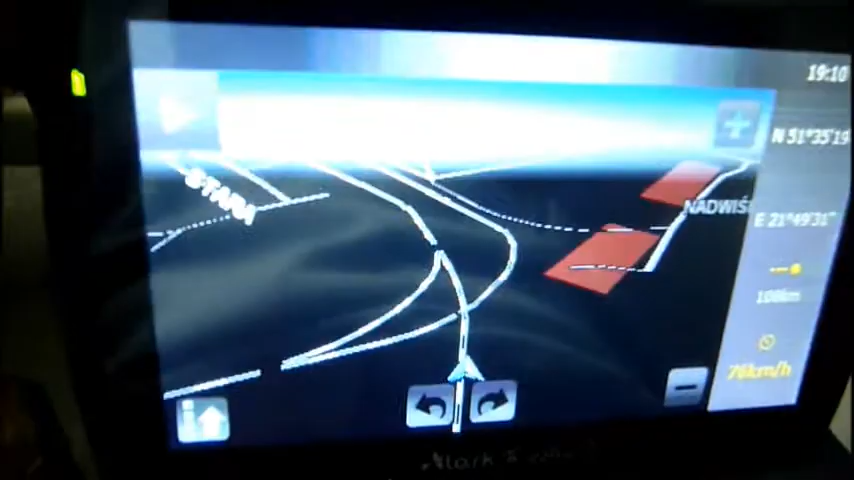 19:10
N 51°35'19
STARA
NADWIŚ
E 21°49'31"
108km
76km/h